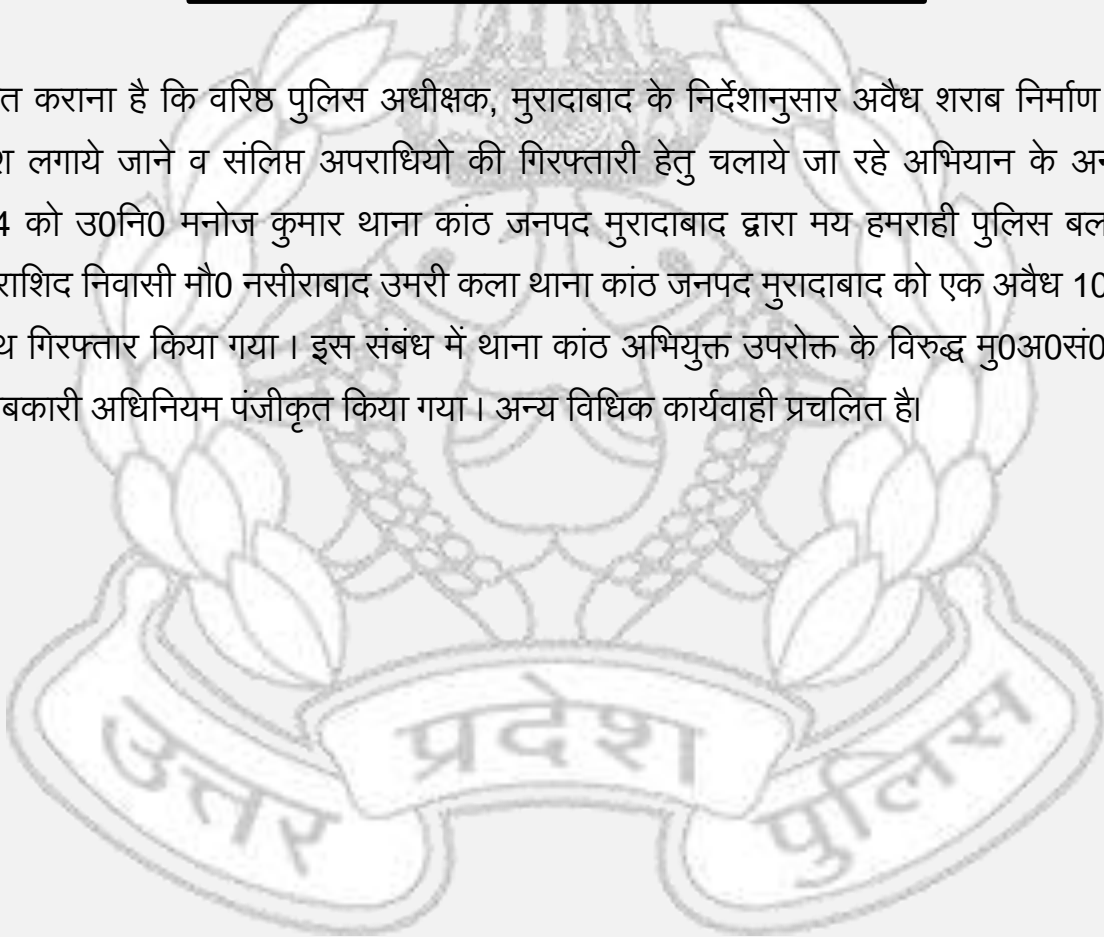 त कराना है कि वरिष्ठ पुलिस अधीक्षक, मुरादाबाद के निर्देशानुसार अवैध शराब निर्माण
श लगाये जाने व संलिप्त अपराधियो की गिरफ्तारी हेतु चलाये जा रहे अभियान के अन
4 को उ0नि0 मनोज कुमार थाना कांठ जनपद मुरादाबाद द्वारा मय हमराही पुलिस बल
राशिद निवासी मौ0 नसीराबाद उमरी कला थाना कांठ जनपद मुरादाबाद को एक अवैध 10
थ गिरफ्तार किया गया । इस संबंध में थाना कांठ अभियुक्त उपरोक्त के विरुद्ध मु0अ0सं0
बकारी अधिनियम पंजीकृत किया गया । अन्य विधिक कार्यवाही प्रचलित है।
उत्तर प्रदेश पुलिस